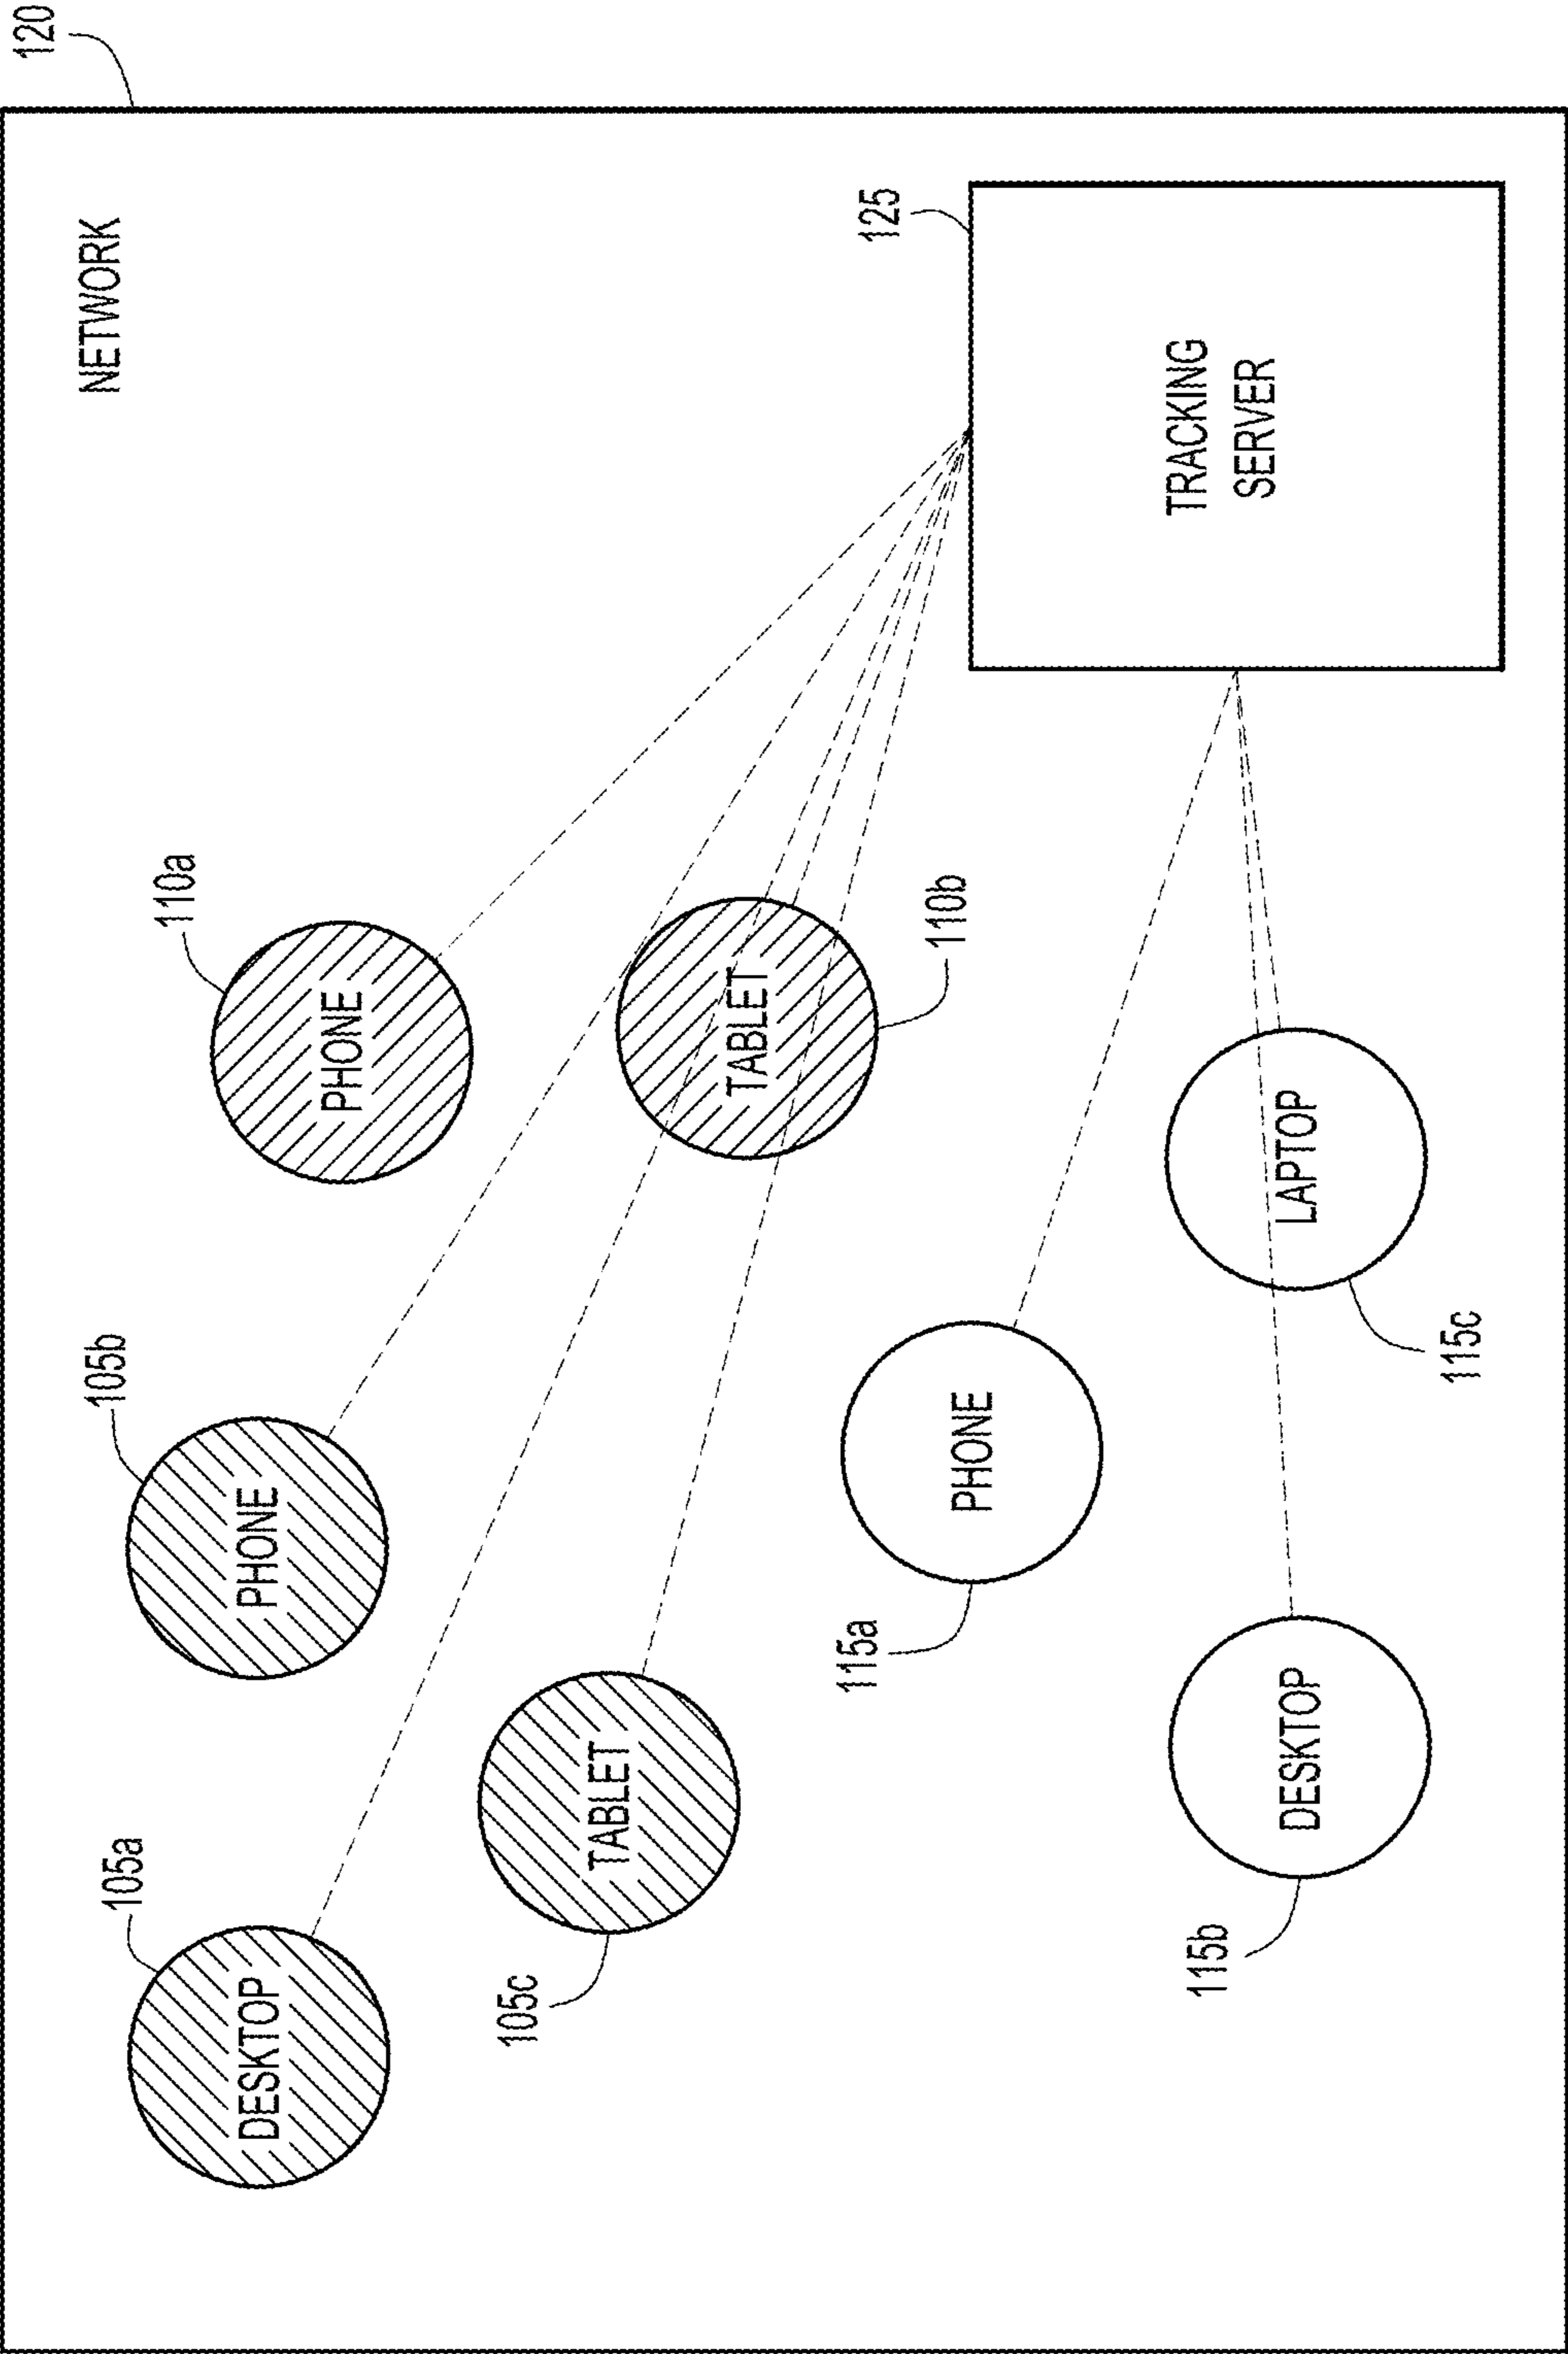 120
NETWORK
105a
DESKTOP
105b
PHONE
110a
PHONE
105c
TABLET
TABLET
110b
125
TRACKING
SERVER
115a
PHONE
115b
DESKTOP
LAPTOP
115c